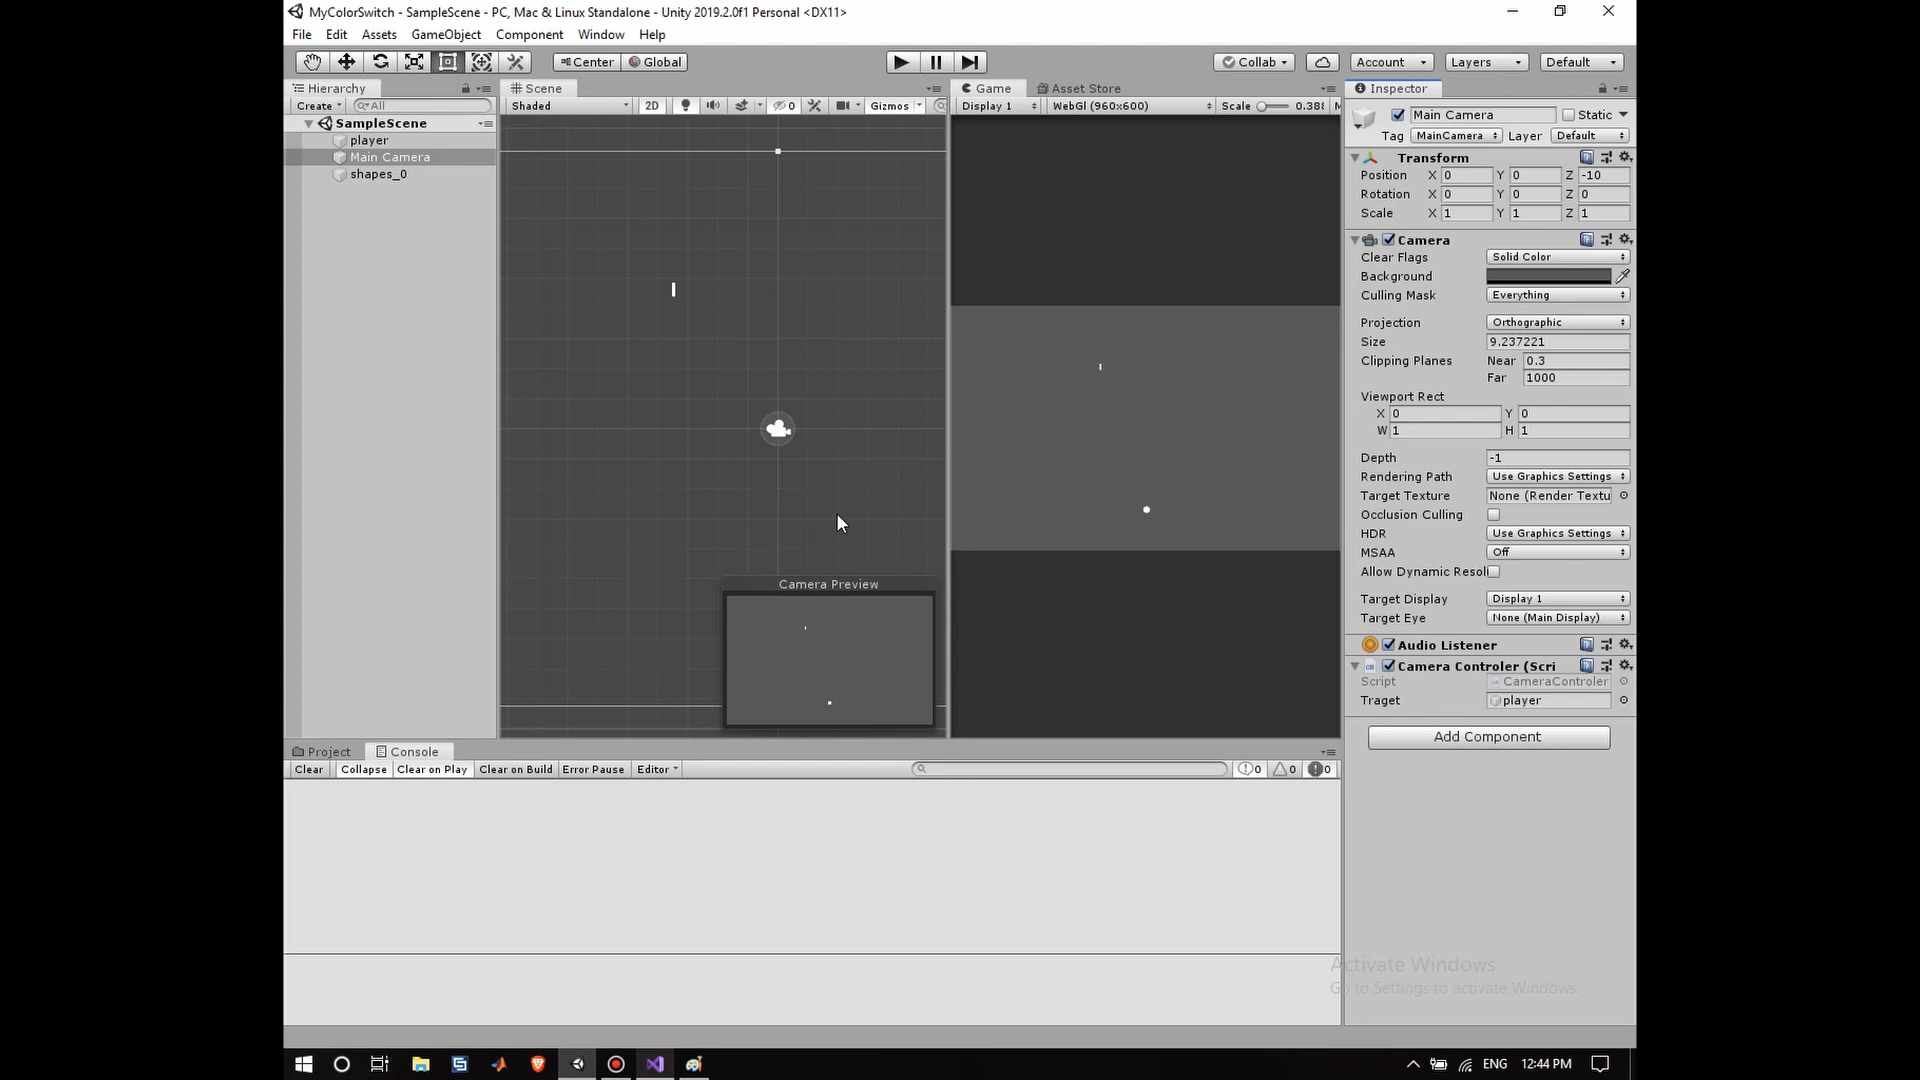 MyColorSwitch - SampleScene - PC, Mac & Linux Standalone - Unity 2019.2.0f1 Personal <DX11>
File Edit Assets GameObject Component Window Help
Center Global Collab Account Layers Default
Hierarchy
Create All
SampleScene
player
Main Camera
shapes_0
Scene
Shaded 2D 0 Gizmos
Game Asset Store
Display 1 WebGl (960x600) Scale 0.388 M
Camera Preview
Inspector
Main Camera Static
Tag MainCamera Layer Default
Transform
Position X 0 Y 0 Z -10
Rotation X 0 Y 0 Z 0
Scale X 1 Y 1 Z 1
Camera
Clear Flags Solid Color
Background
Culling Mask Everything
Projection Orthographic
Size 9.237221
Clipping Planes Near 0.3
Far 1000
Viewport Rect
X 0 Y 0
W 1 H 1
Depth -1
Rendering Path Use Graphics Settings
Target Texture None (Render Textu
Occlusion Culling
HDR Use Graphics Settings
MSAA Off
Allow Dynamic Resol
Target Display Display 1
Target Eye None (Main Display)
Audio Listener
Camera Controler (Scri
Script CameraControler
Traget player
Add Component
Project Console
Clear Collapse Clear on Play Clear on Build Error Pause Editor 0 0 0
Activate Windows
Go to Settings to activate Windows.
ENG 12:44 PM